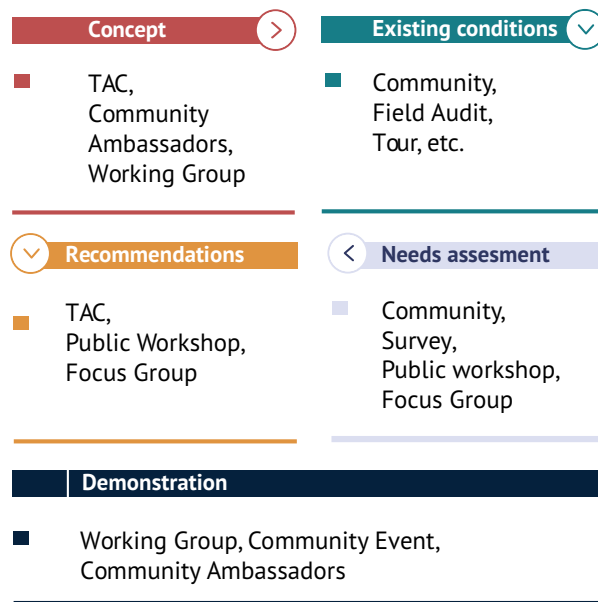 Concept
TAC,
Community
Ambassadors,
Working Group
Existing conditions
Community,
Field Audit,
Tour, etc.
Recommendations
TAC,
Public Workshop,
Focus Group
Needs assesment
Community,
Survey,
Public workshop,
Focus Group
Demonstration
Working Group, Community Event,
Community Ambassadors